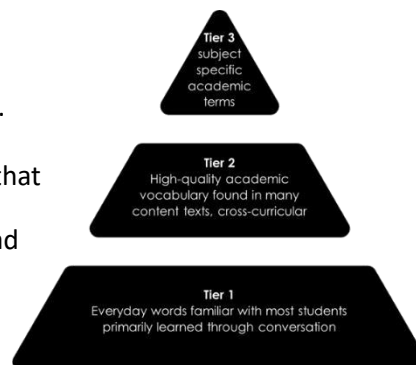 Tier 3
subject
specific
academic
terms
.
that
Tier 2
High-quality academic
vocabulary found in many
content texts, cross-curricular
Tier 1
Everyday words familiar with most students
primarily learned through conversation